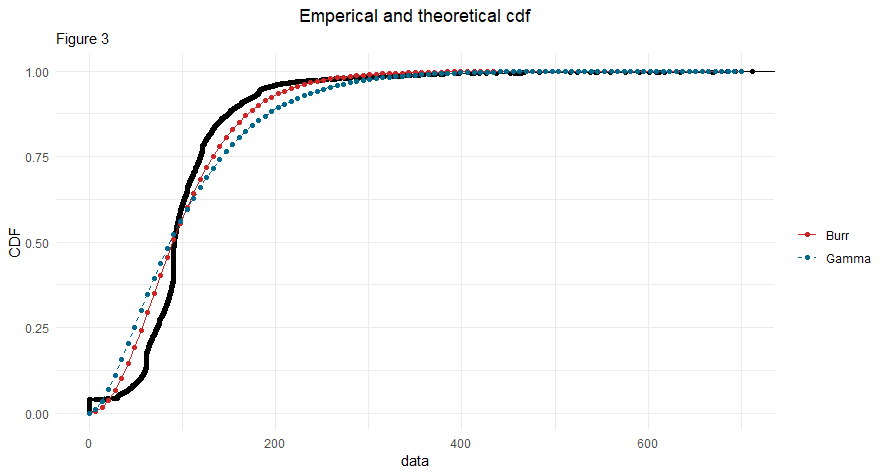 Emperical and theoretical cdf
Figure 3
1.00
0.75
0.50
0.25
0.00
CDF
0 200 400 600
data
Burr
Gamma